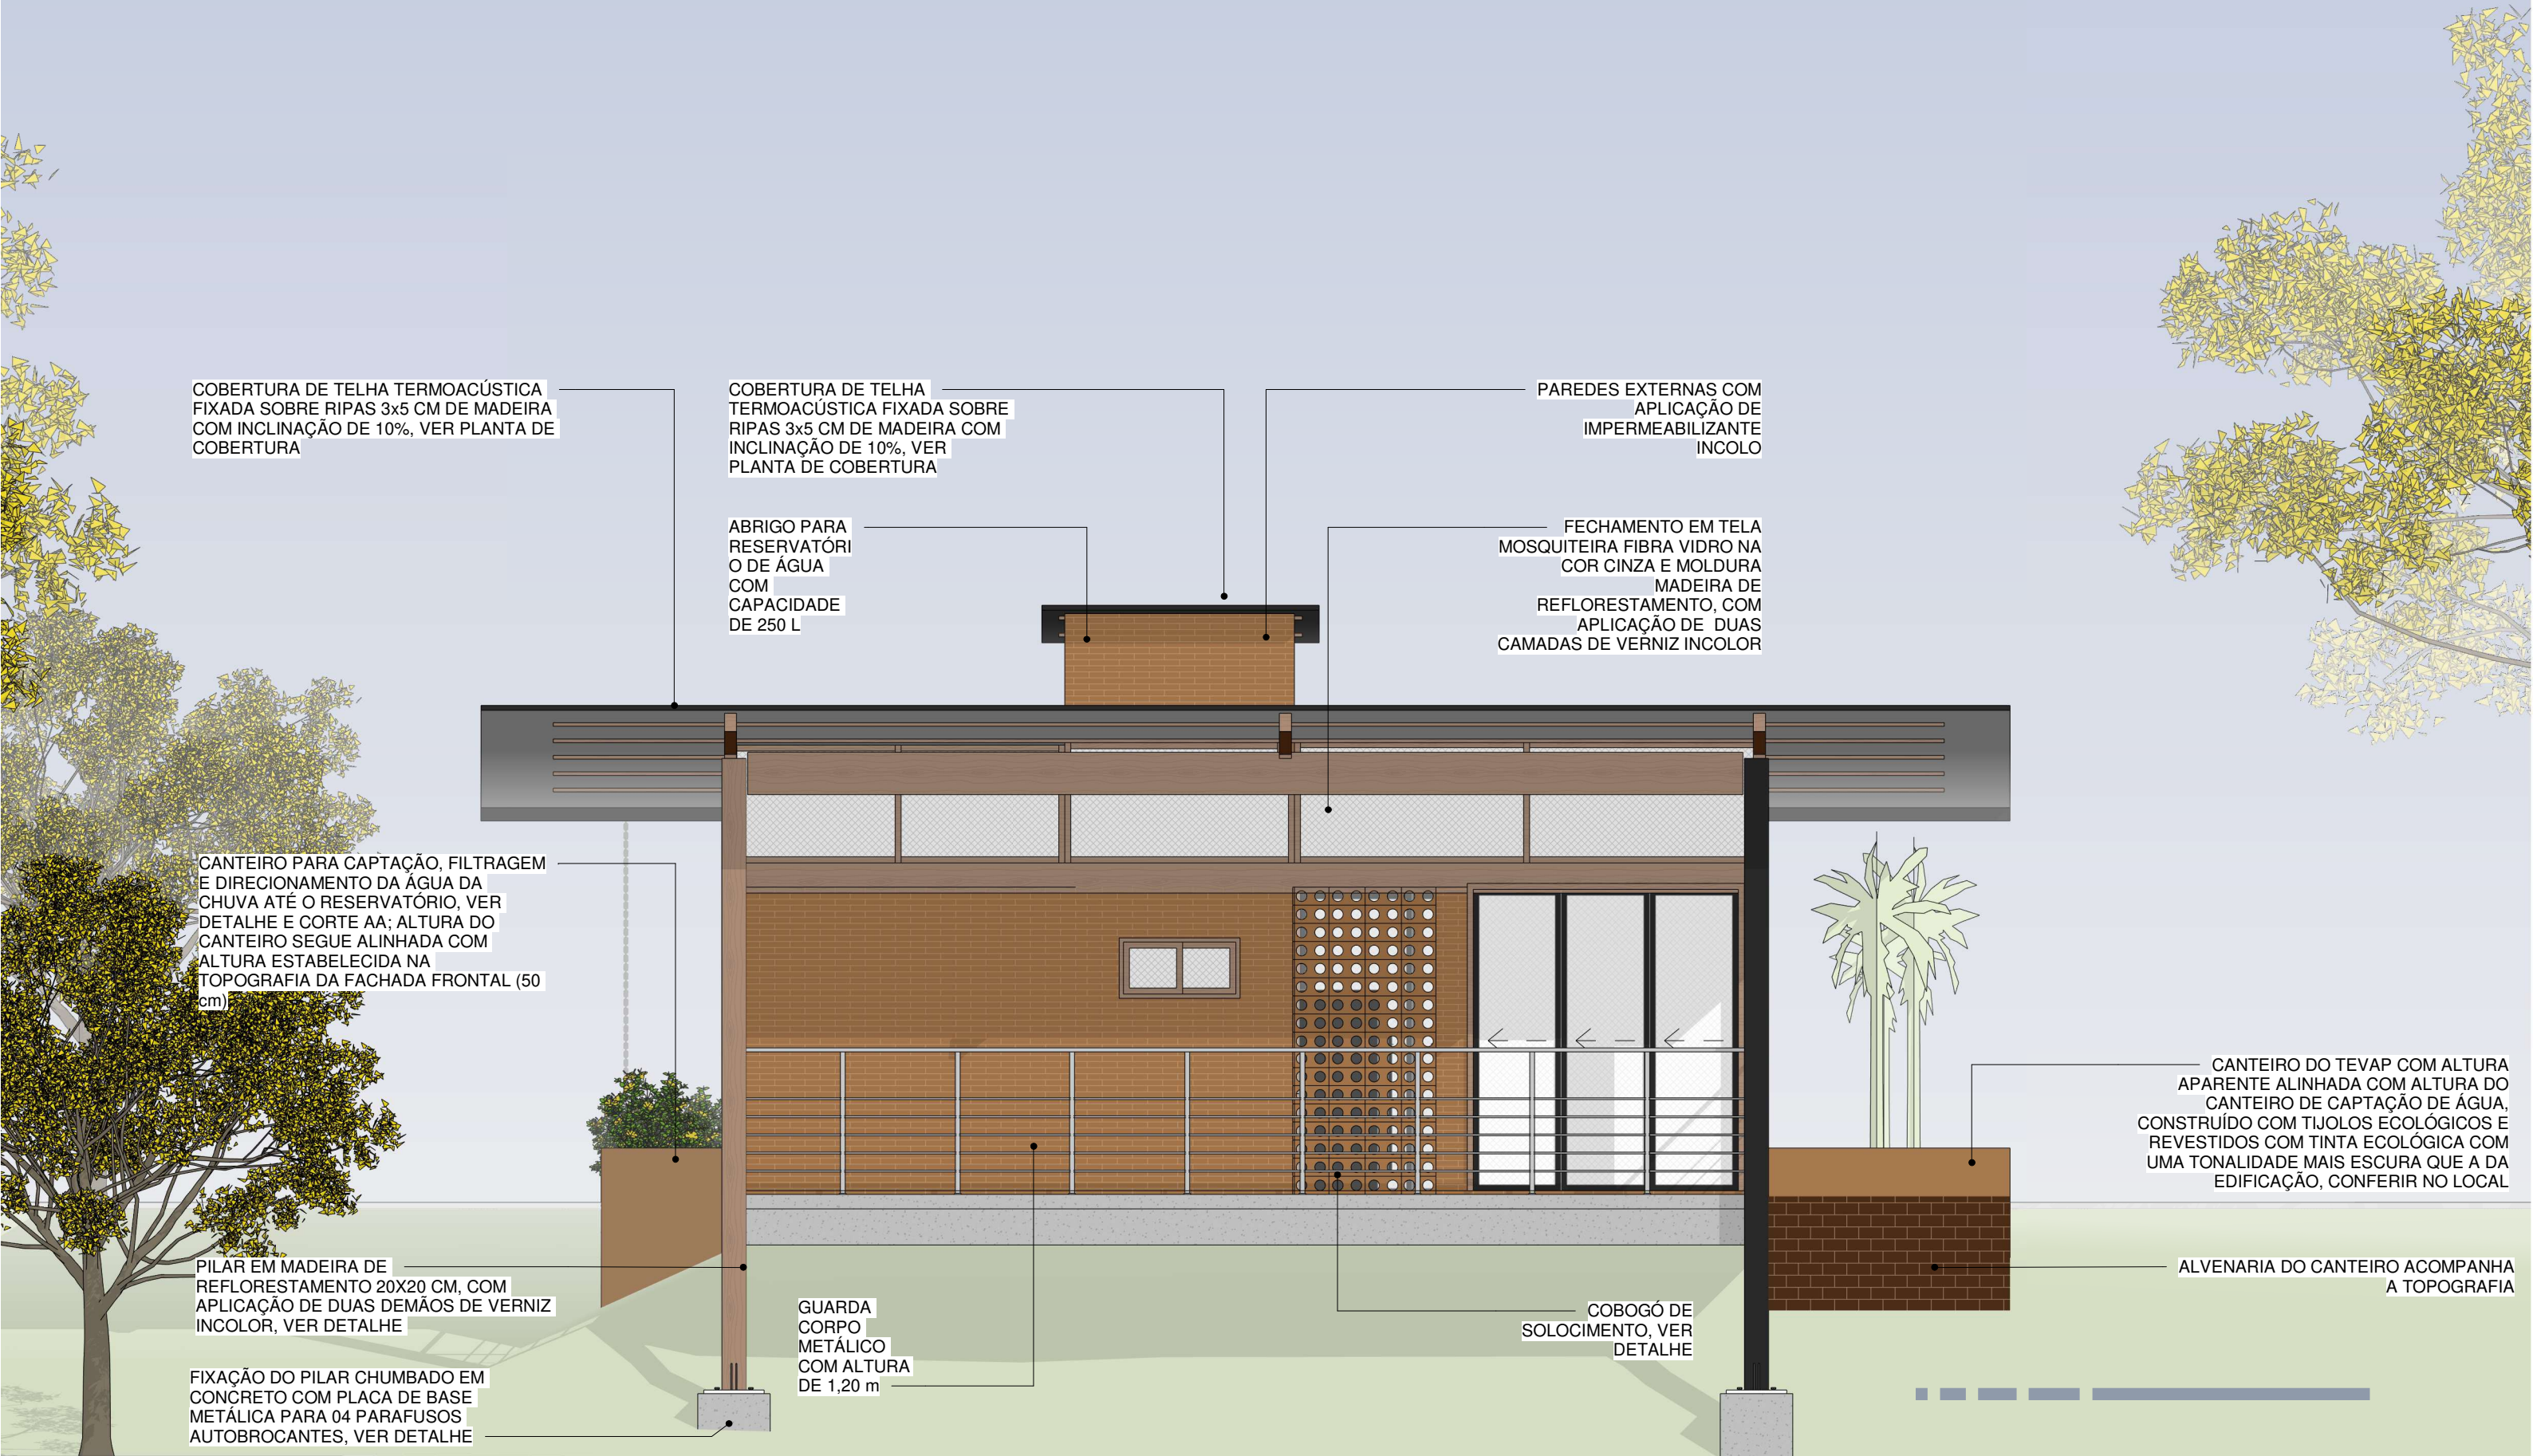 COBERTURA DE TELHA TERMOACÚSTICA
FIXADA SOBRE RIPAS 3x5 CM DE MADEIRA
COM INCLINAÇÃO DE 10%, VER PLANTA DE
COBERTURA
COBERTURA DE TELHA
TERMOACÚSTICA FIXADA SOBRE
RIPAS 3x5 CM DE MADEIRA COM
INCLINAÇÃO DE 10%, VER
PLANTA DE COBERTURA
PAREDES EXTERNAS COM
APLICAÇÃO DE
IMPERMEABILIZANTE
INCOLO
ABRIGO PARA
RESERVATÓRI
O DE ÁGUA
COM
CAPACIDADE
DE 250 L
FECHAMENTO EM TELA
MOSQUITEIRA FIBRA VIDRO NA
COR CINZA E MOLDURA
MADEIRA DE
REFLORESTAMENTO, COM
APLICAÇÃO DE DUAS
CAMADAS DE VERNIZ INCOLOR
CANTEIRO PARA CAPTAÇÃO, FILTRAGEM
E DIRECIONAMENTO DA ÁGUA DA
CHUVA ATÉ O RESERVATÓRIO, VER
DETALHE E CORTE AA; ALTURA DO
CANTEIRO SEGUE ALINHADA COM
ALTURA ESTABELECIDA NA
TOPOGRAFIA DA FACHADA FRONTAL (50
cm)
CANTEIRO DO TEVAP COM ALTURA
APARENTE ALINHADA COM ALTURA DO
CANTEIRO DE CAPTAÇÃO DE ÁGUA,
CONSTRUÍDO COM TIJOLOS ECOLÓGICOS E
REVESTIDOS COM TINTA ECOLÓGICA COM
UMA TONALIDADE MAIS ESCURA QUE A DA
EDIFICAÇÃO, CONFERIR NO LOCAL
PILAR EM MADEIRA DE
REFLORESTAMENTO 20X20 CM, COM
APLICAÇÃO DE DUAS DEMÃOS DE VERNIZ
INCOLOR, VER DETALHE
ALVENARIA DO CANTEIRO ACOMPANHA
A TOPOGRAFIA
GUARDA
CORPO
METÁLICO
COM ALTURA
DE 1,20 m
COBOGÓ DE
SOLOCIMENTO, VER
DETALHE
FIXAÇÃO DO PILAR CHUMBADO EM
CONCRETO COM PLACA DE BASE
METÁLICA PARA 04 PARAFUSOS
AUTOBROCANTES, VER DETALHE